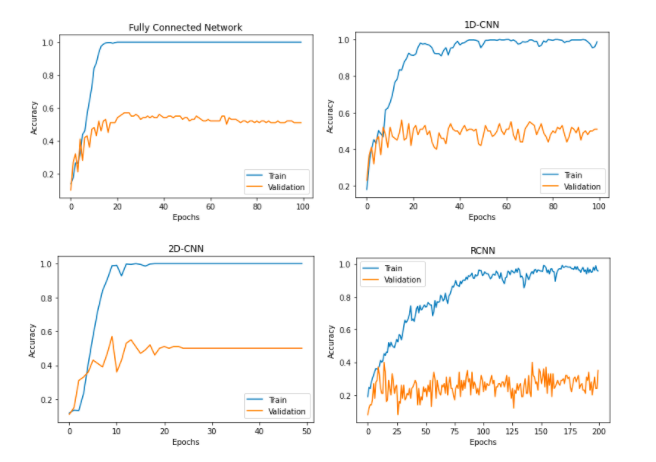 Fully Connected Network
1.0
0.8
0.6
0.4
0.2
Accuracy
Train
Validation
0 20 40 60 80 100
Epochs
1D-CNN
1.0
0.8
0.6
0.4
0.2
Accuracy
Train
Validation
0 20 40 60 80 100
Epochs
2D-CNN
1.0
0.8
0.6
0.4
0.2
Accuracy
Train
Validation
0 10 20 30 40 50
Epochs
RCNN
Train
Validation
1.0
0.8
0.6
0.4
0.2
Accuracy
0 25 50 75 100 125 150 175 200
Epochs